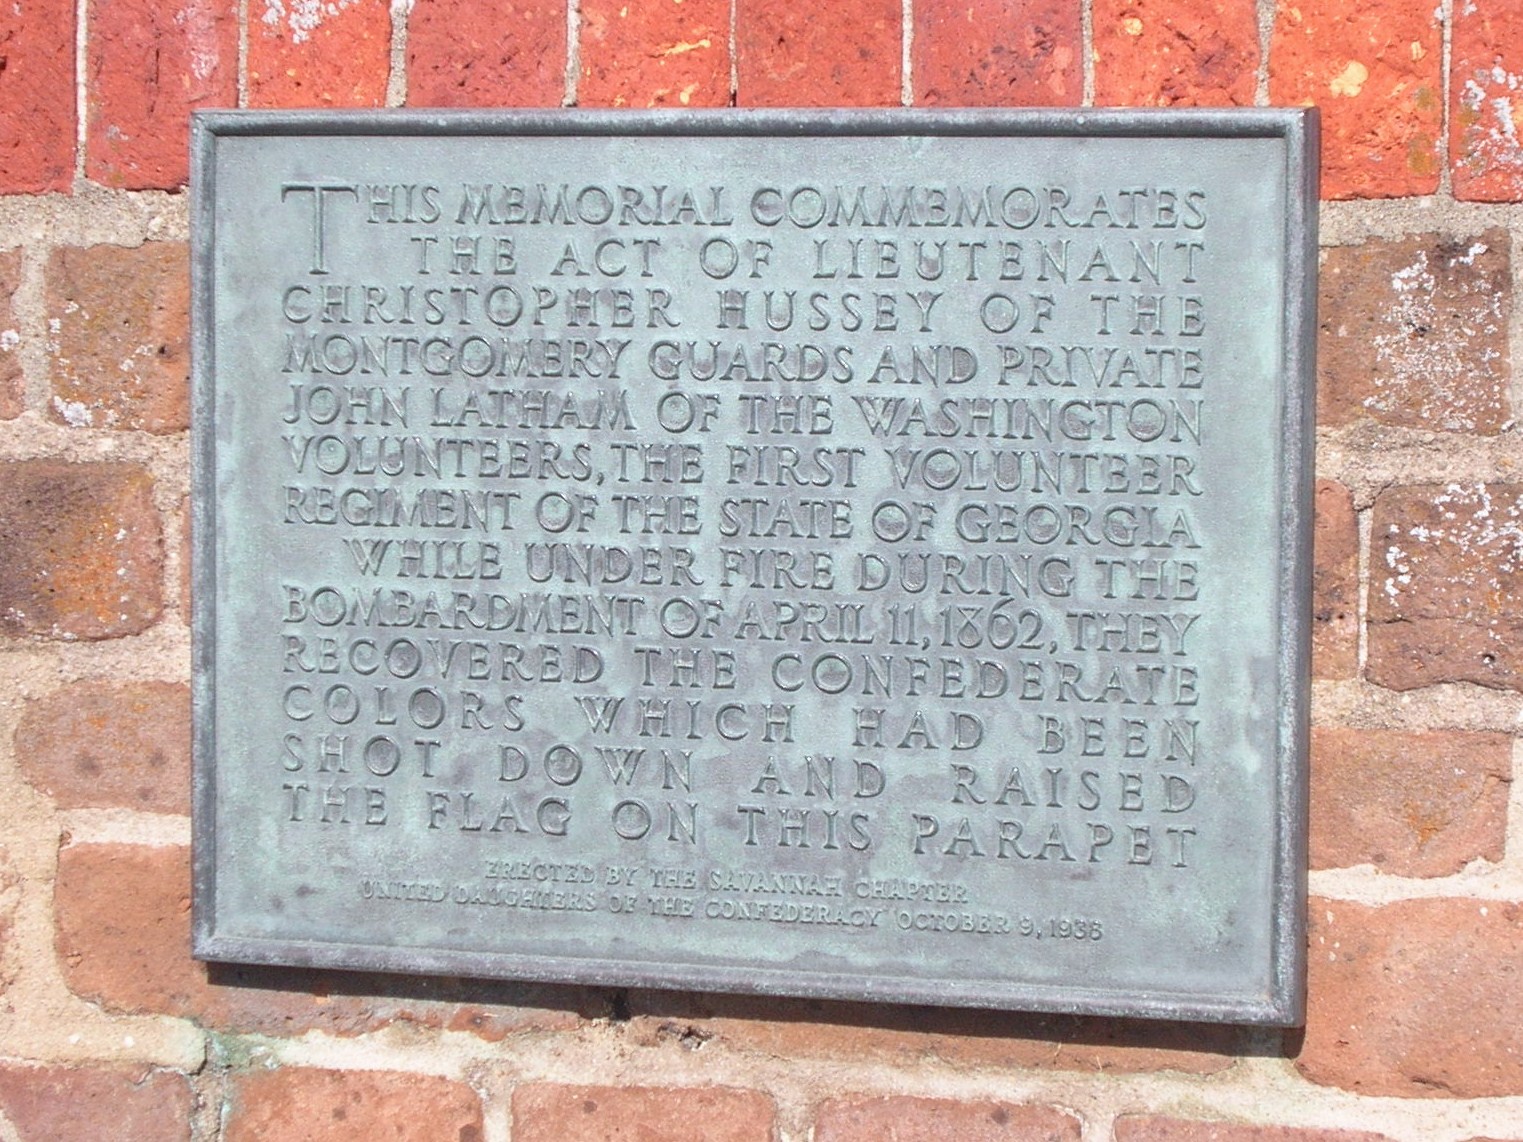 THIS MEMORIAL COMMEMORATES
THE ACT OF LIEUTENANT
CHRISTOPHER HUSSEY OF THE
MONTGOMERY GUARDS AND PRIVATE
JOHN LATHAM OF THE WASHINGTON
VOLUNTEERS, THE FIRST VOLUNTEER
REGIMENT OF THE STATE OF GEORGIA
WHILE UNDER FIRE DURING THE
BOMBARDMENT OF APRIL 11, 1862, THEY
RECOVERED THE CONFEDERATE
COLORS WHICH HAD BEEN
SHOT DOWN AND RAISED
THE FLAG ON THIS PARAPET
ERECTED BY THE SAVANNAH CHAPTER
UNITED DAUGHTERS OF THE CONFEDERACY OCTOBER 9,